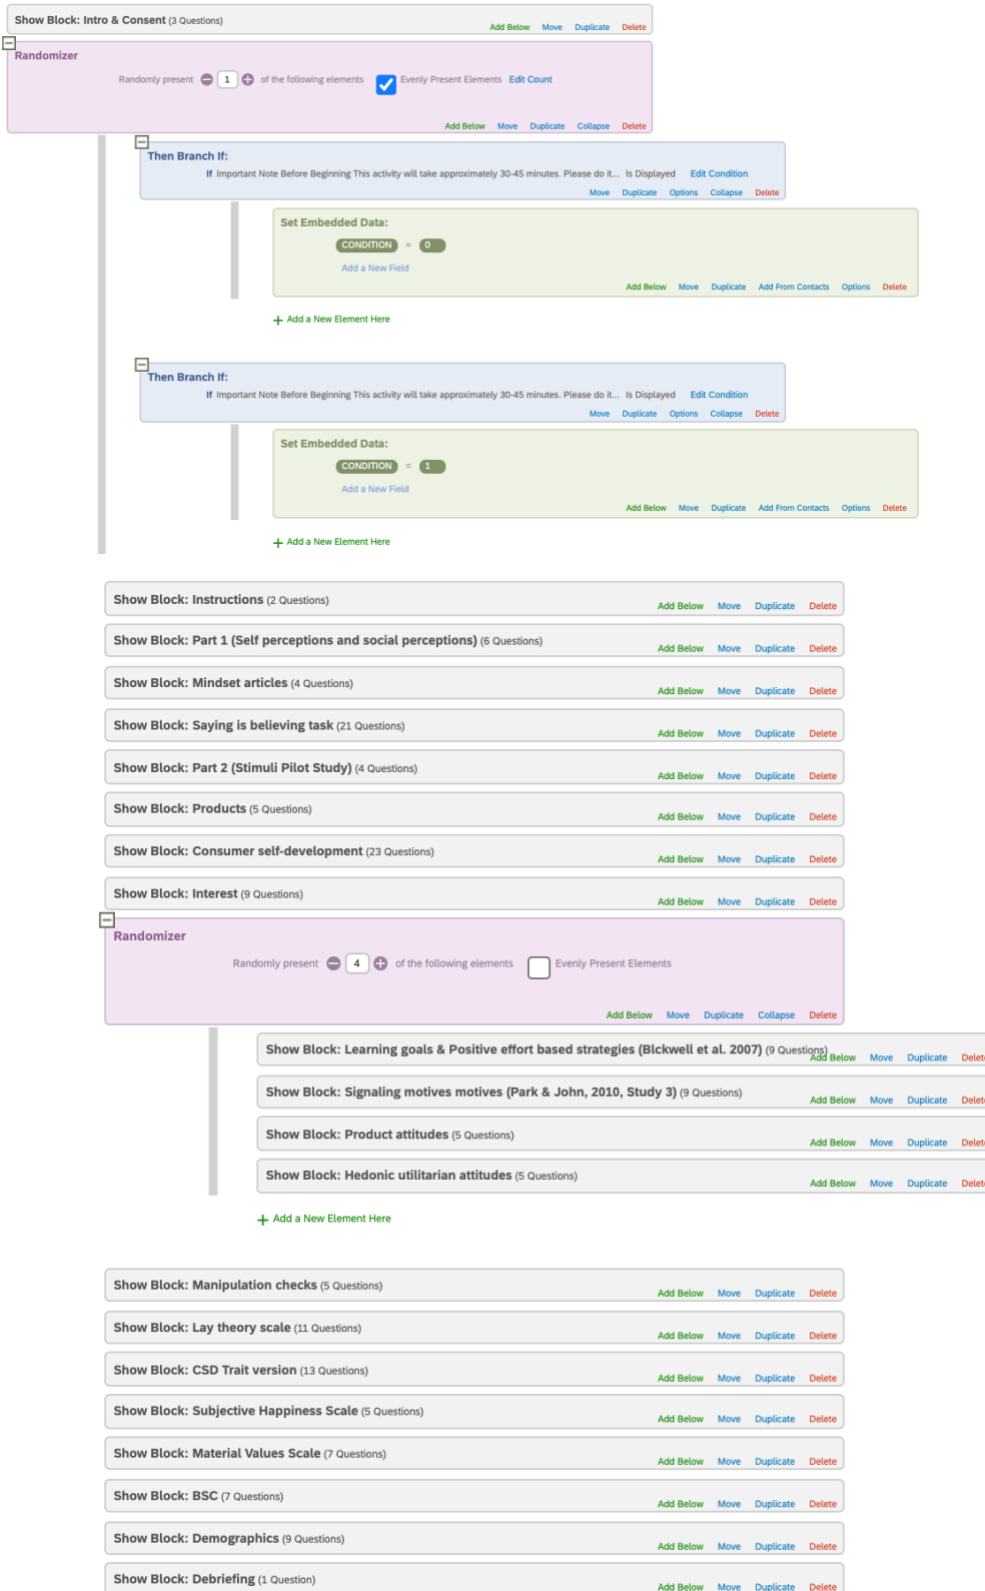 Show Block: Intro & Consent (3 Questions)
Add Below Move Duplicate Delete
Randomizer
Randomly present 1 of the following elements Evenly Present Elements Edit Count
Add Below Move Duplicate Collapse Delete
Then Branch If:
If Important Note Before Beginning This activity will take approximately 30-45 minutes. Please do it... Is Displayed Edit Condition
Move Duplicate Options Collapse Delete
Set Embedded Data:
CONDITION = 0
Add a New Field
Add Below Move Duplicate Add From Contacts Options Delete
+ Add a New Element Here
Then Branch If:
If Important Note Before Beginning This activity will take approximately 30-45 minutes. Please do it... Is Displayed Edit Condition
Move Duplicate Options Collapse Delete
Set Embedded Data:
CONDITION = 1
Add a New Field
Add Below Move Duplicate Add From Contacts Options Delete
+ Add a New Element Here
Show Block: Instructions (2 Questions)
Add Below Move Duplicate Delete
Show Block: Part 1 (Self perceptions and social perceptions) (6 Questions)
Add Below Move Duplicate Delete
Show Block: Mindset articles (4 Questions)
Add Below Move Duplicate Delete
Show Block: Saying is believing task (21 Questions)
Add Below Move Duplicate Delete
Show Block: Part 2 (Stimuli Pilot Study) (4 Questions)
Add Below Move Duplicate Delete
Show Block: Products (5 Questions)
Add Below Move Duplicate Delete
Show Block: Consumer self-development (23 Questions)
Add Below Move Duplicate Delete
Show Block: Interest (9 Questions)
Add Below Move Duplicate Delete
Randomizer
Randomly present 4 of the following elements Evenly Present Elements
Add Below Move Duplicate Collapse Delete
Show Block: Learning goals & Positive effort based strategies (Blckwell et al. 2007) (9 Questions)
Add Below Move Duplicate Delete
Show Block: Signaling motives motives (Park & John, 2010, Study 3) (9 Questions)
Add Below Move Duplicate Delete
Show Block: Product attitudes (5 Questions)
Add Below Move Duplicate Delete
Show Block: Hedonic utilitarian attitudes (5 Questions)
Add Below Move Duplicate Delete
+ Add a New Element Here
Show Block: Manipulation checks (5 Questions)
Add Below Move Duplicate Delete
Show Block: Lay theory scale (11 Questions)
Add Below Move Duplicate Delete
Show Block: CSD Trait version (13 Questions)
Add Below Move Duplicate Delete
Show Block: Subjective Happiness Scale (5 Questions)
Add Below Move Duplicate Delete
Show Block: Material Values Scale (7 Questions)
Add Below Move Duplicate Delete
Show Block: BSC (7 Questions)
Add Below Move Duplicate Delete
Show Block: Demographics (9 Questions)
Add Below Move Duplicate Delete
Show Block: Debriefing (1 Question)
Add Below Move Duplicate Delete